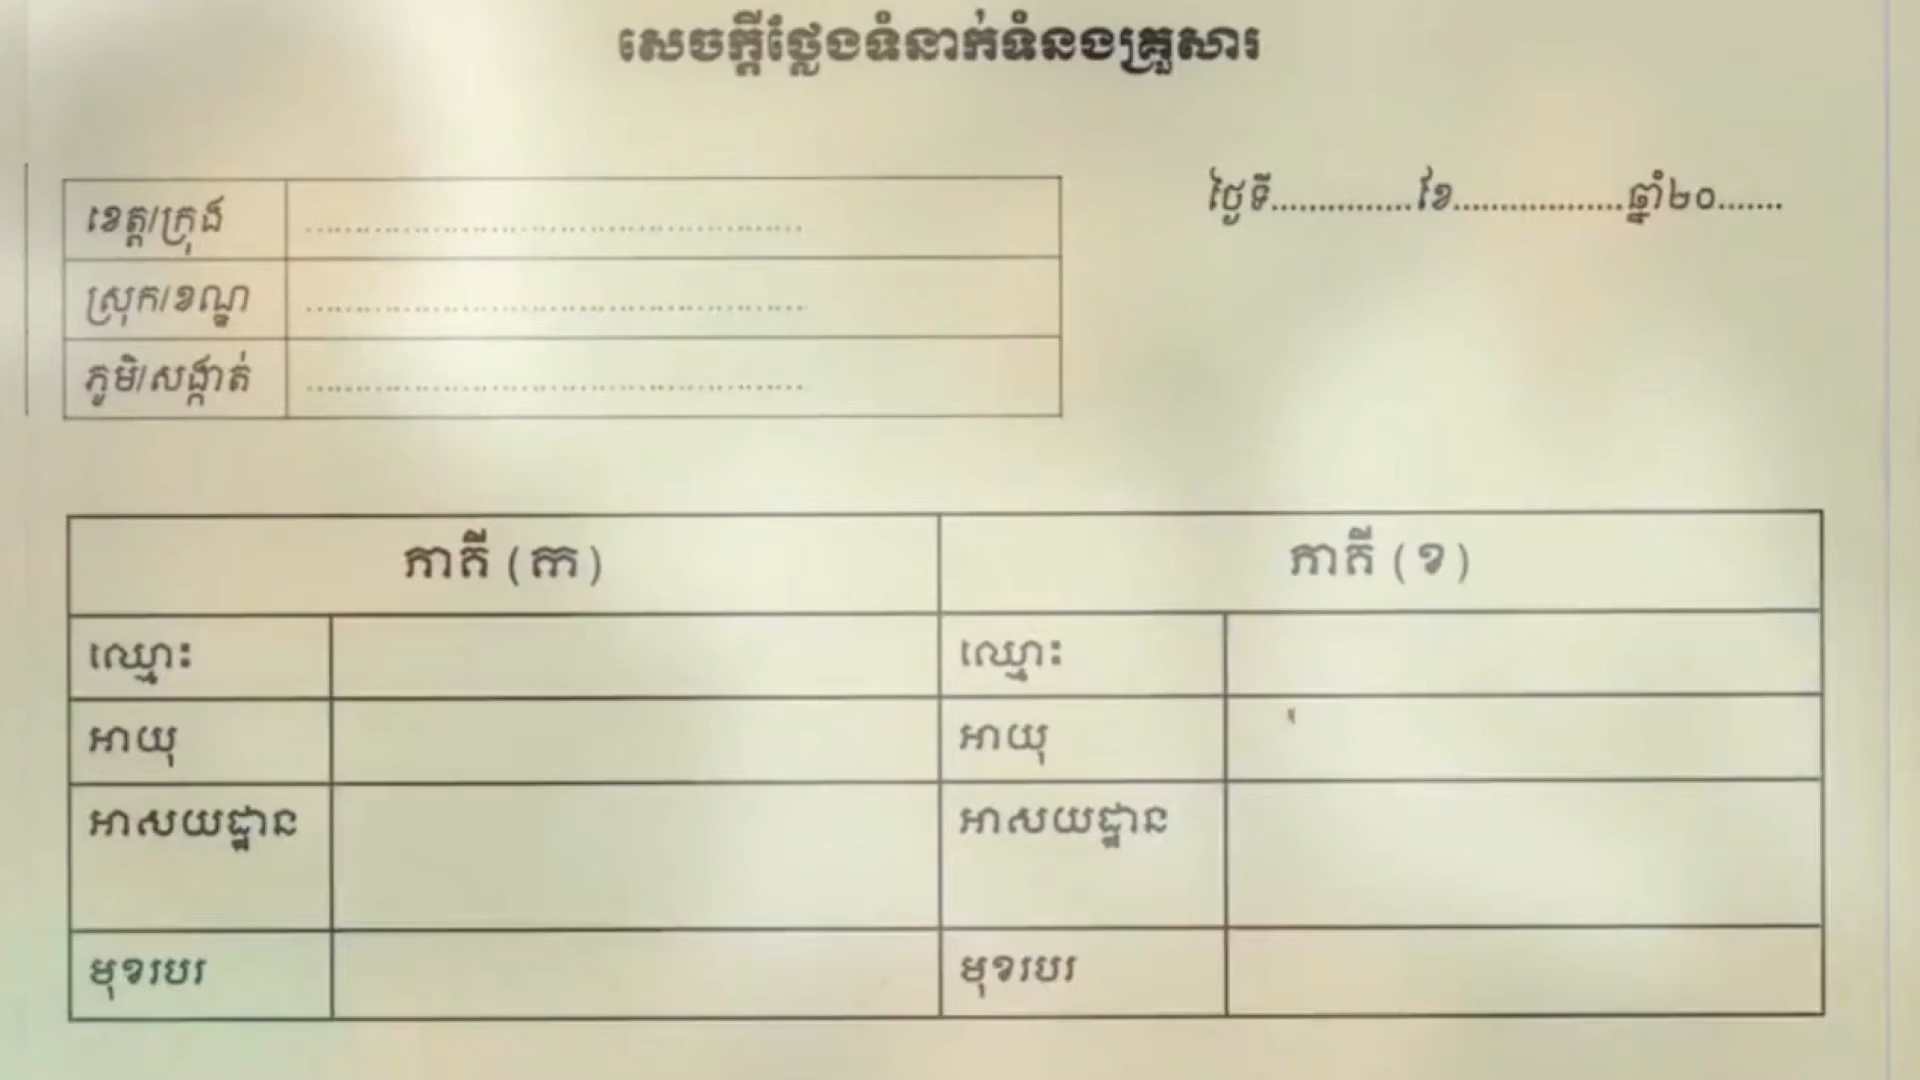 សេចក្តីថ្លែងទំនាក់ទំនងគ្រួសារ
ថ្ងៃទី...............ខែ..................ឆ្នាំ២០.......
ខេត្ត/ក្រុង ..................................................
ស្រុក/ខណ្ឌ ..................................................
ភូមិ/សង្កាត់ ..................................................
ភាគី (ក) ភាគី (ខ)
ឈ្មោះ ឈ្មោះ
អាយុ អាយុ
អាសយដ្ឋាន អាសយដ្ឋាន
មុខរបរ មុខរបរ